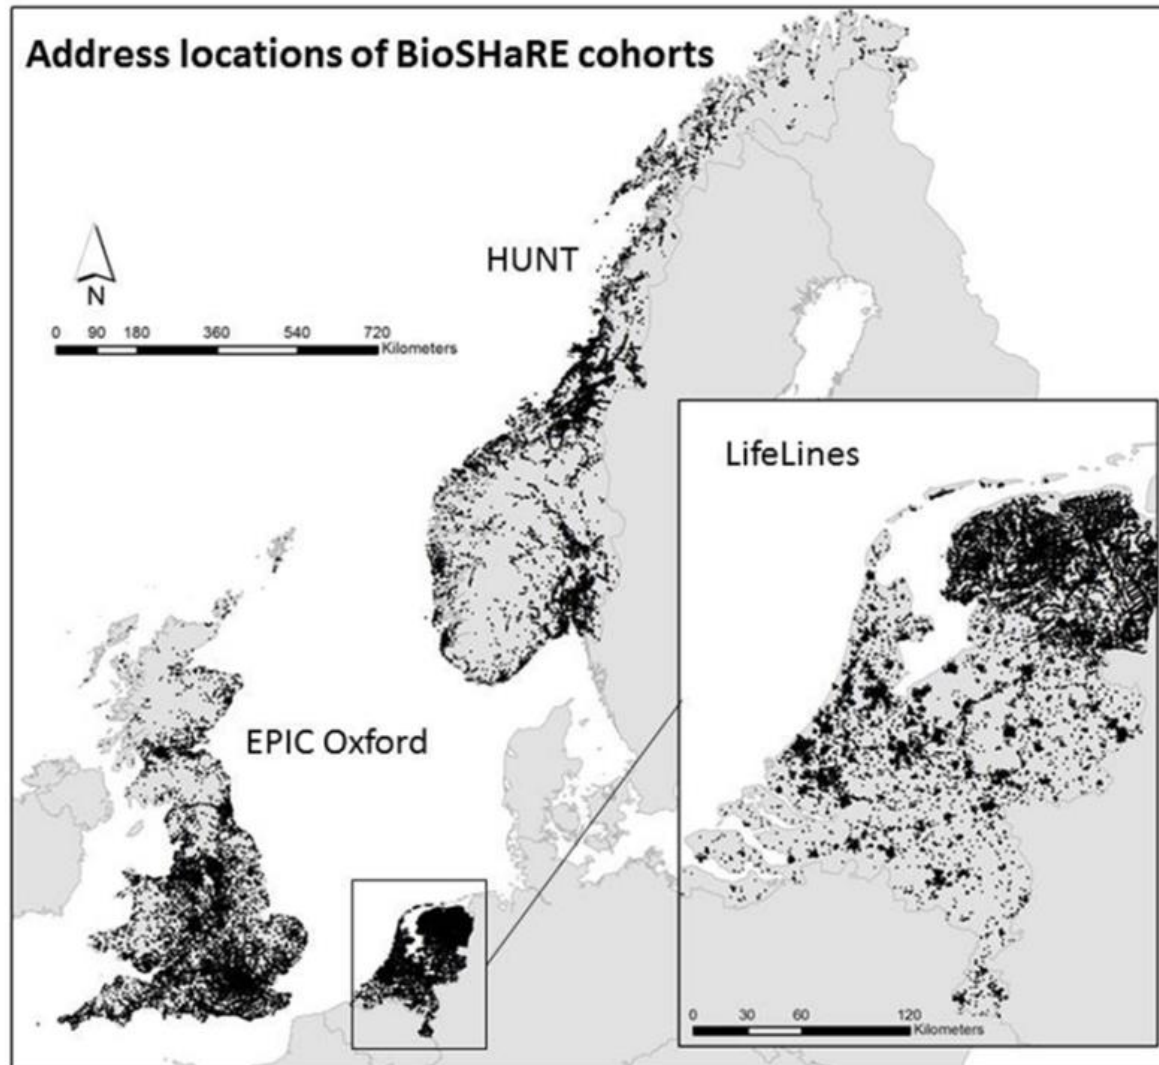 Address locations of BioSHaRE cohorts
HUNT
N
0 90 180 360 540 720
Kilometers
LifeLines
EPIC Oxford
0 30 60 120
Kilometers